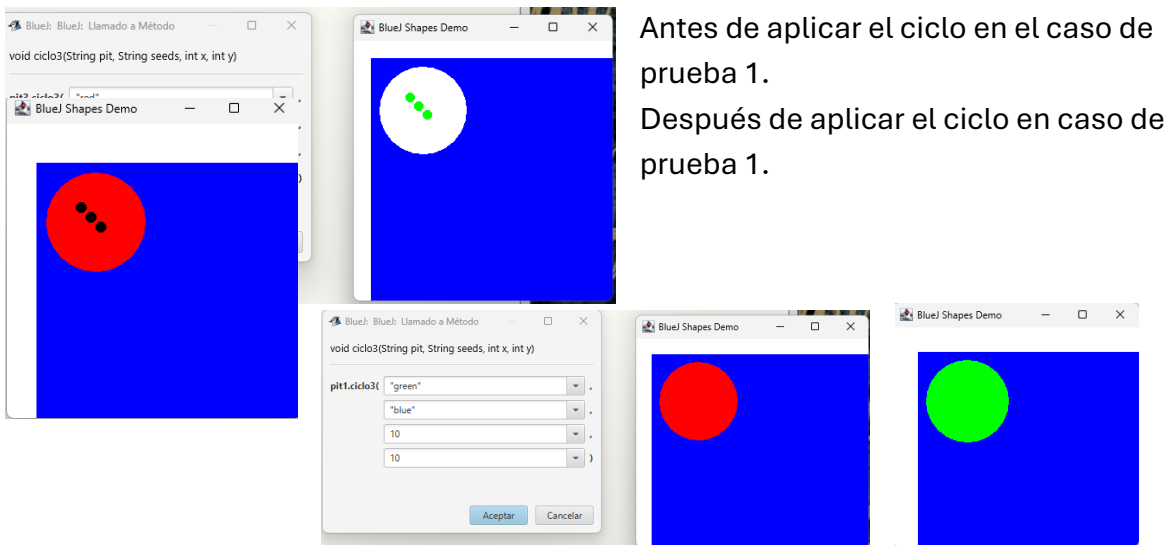 BlueJ: BlueJ: Llamado a Método
void ciclo3(String pit, String seeds, int x, int y)
pit3.ciclo3( "red" ,
BlueJ Shapes Demo
BlueJ Shapes Demo
Antes de aplicar el ciclo en el caso de
prueba 1.
Después de aplicar el ciclo en caso de
prueba 1.
BlueJ: BlueJ: Llamado a Método
void ciclo3(String pit, String seeds, int x, int y)
pit1.ciclo3( "green" ,
"blue" ,
10 ,
10 )
Aceptar Cancelar
BlueJ Shapes Demo
BlueJ Shapes Demo